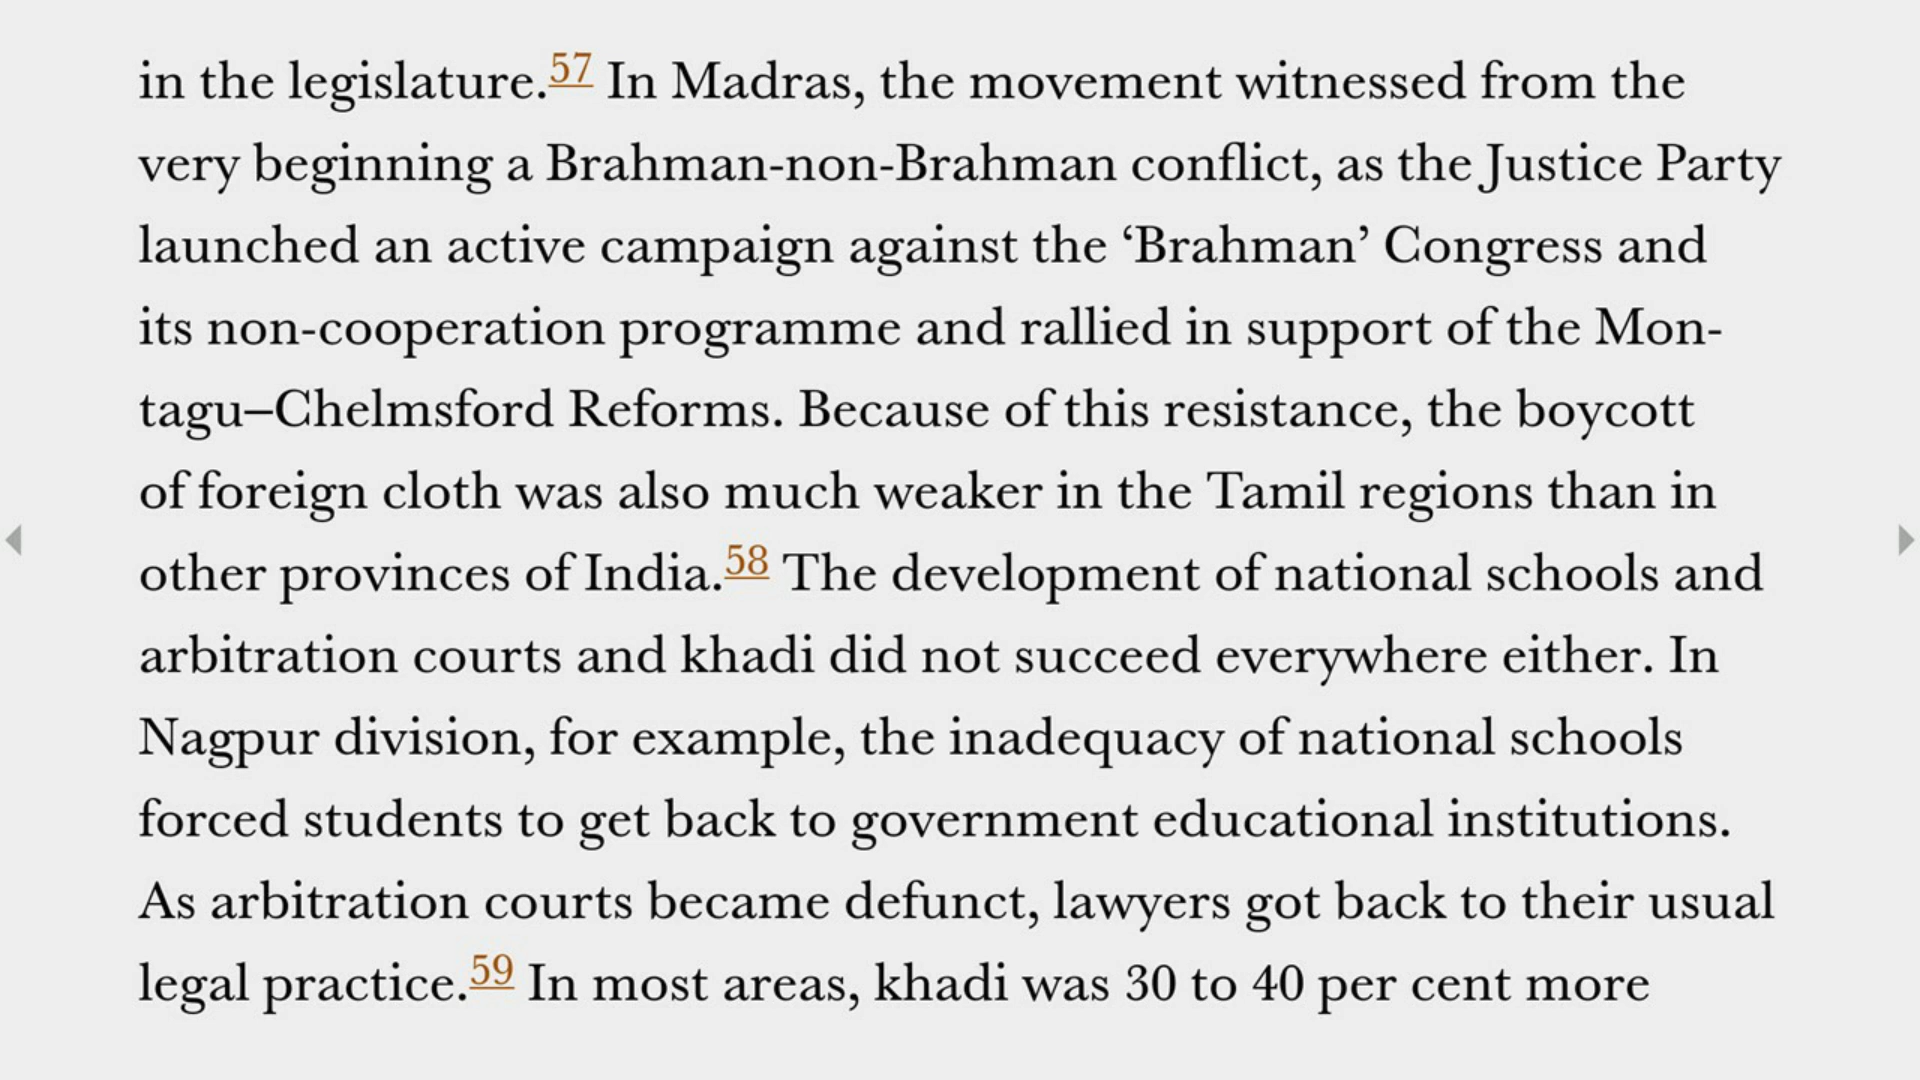 in the legislature.57 In Madras, the movement witnessed from the
very beginning a Brahman-non-Brahman conflict, as the Justice Party
launched an active campaign against the ‘Brahman’ Congress and
its non-cooperation programme and rallied in support of the Mon-
tagu–Chelmsford Reforms. Because of this resistance, the boycott
of foreign cloth was also much weaker in the Tamil regions than in
other provinces of India.58 The development of national schools and
arbitration courts and khadi did not succeed everywhere either. In
Nagpur division, for example, the inadequacy of national schools
forced students to get back to government educational institutions.
As arbitration courts became defunct, lawyers got back to their usual
legal practice.59 In most areas, khadi was 30 to 40 per cent more